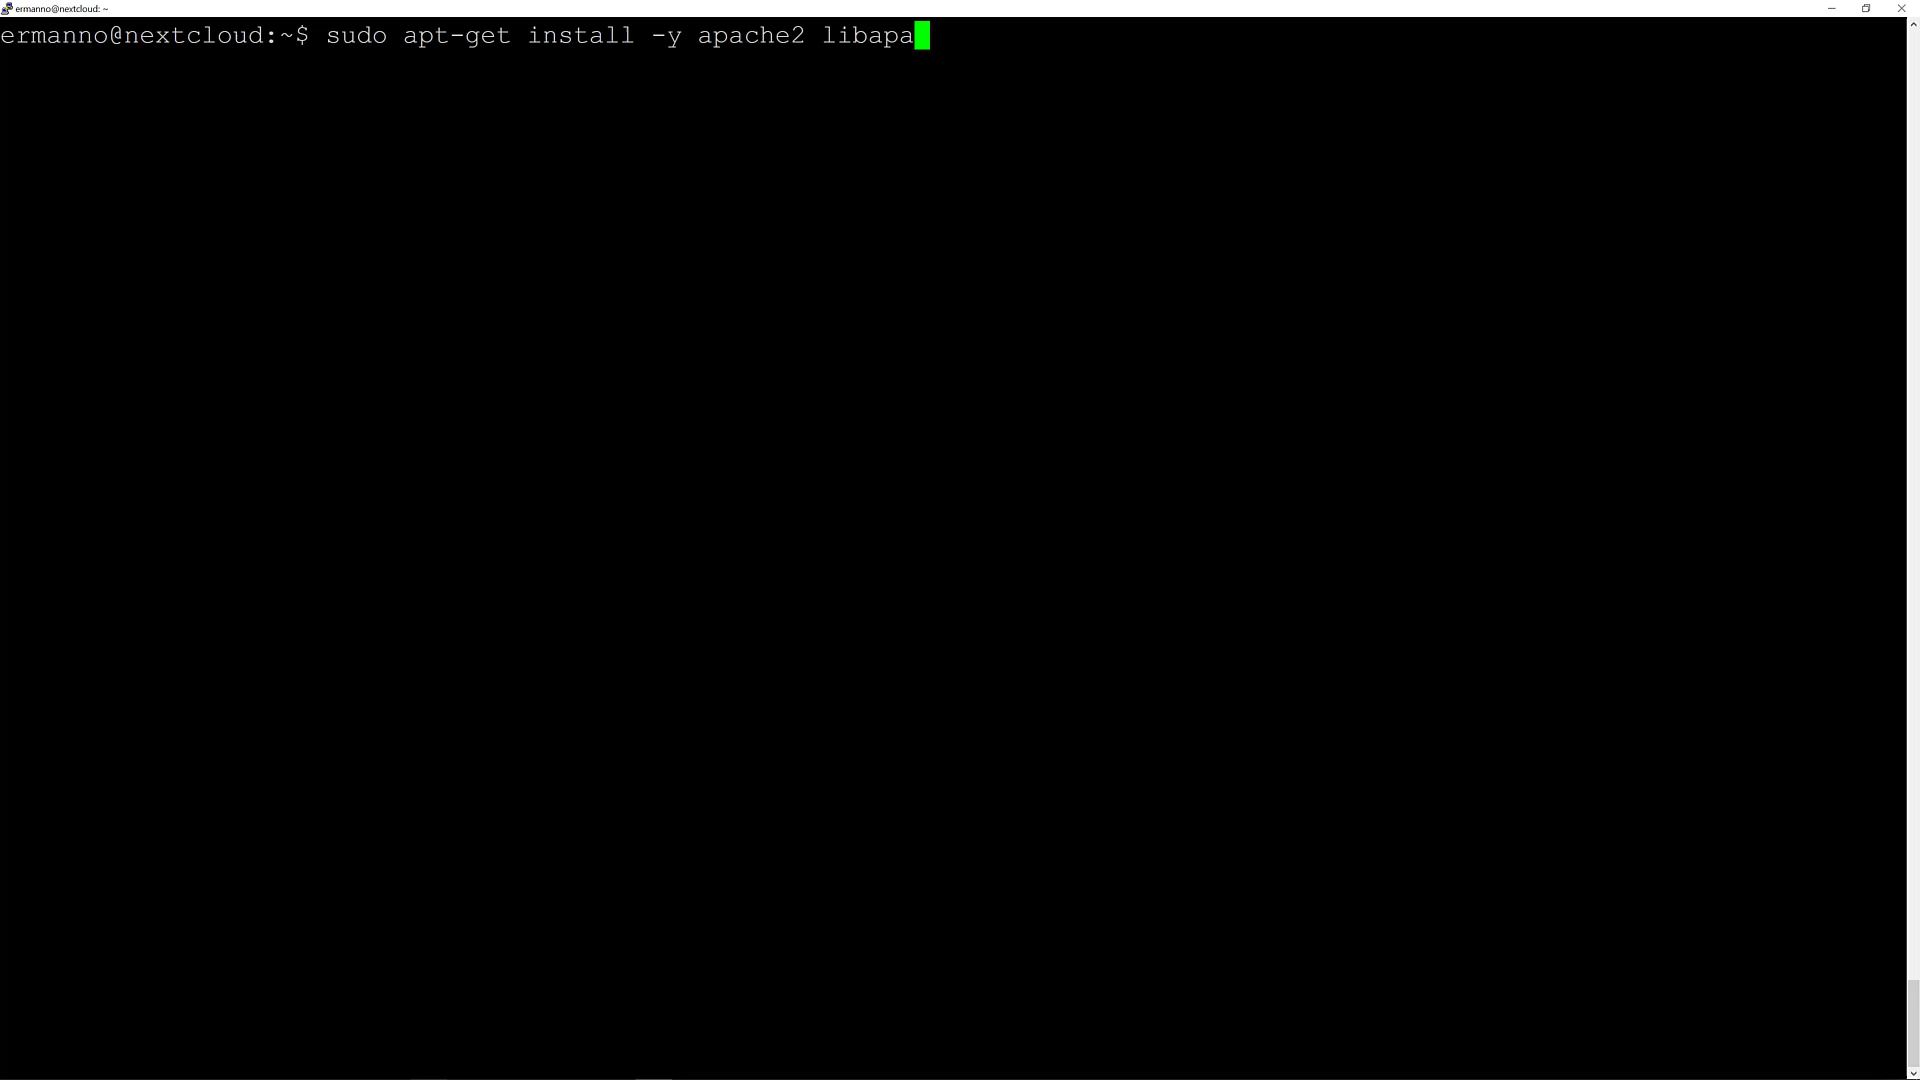 ermanno@nextcloud: ~
ermanno@nextcloud:~$ sudo apt-get install -y apache2 libapa